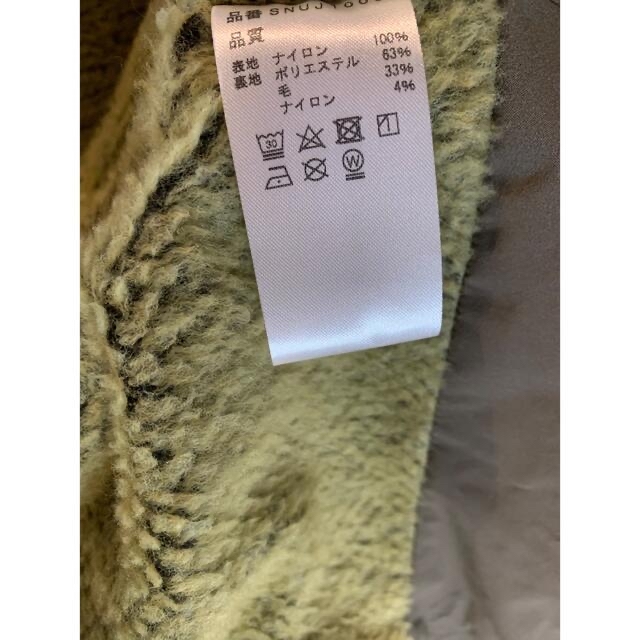 品番 SNUJ
品質
表地 ナイロン 100%
裏地 ポリエステル 63%
毛 33%
ナイロン 4%
30
W